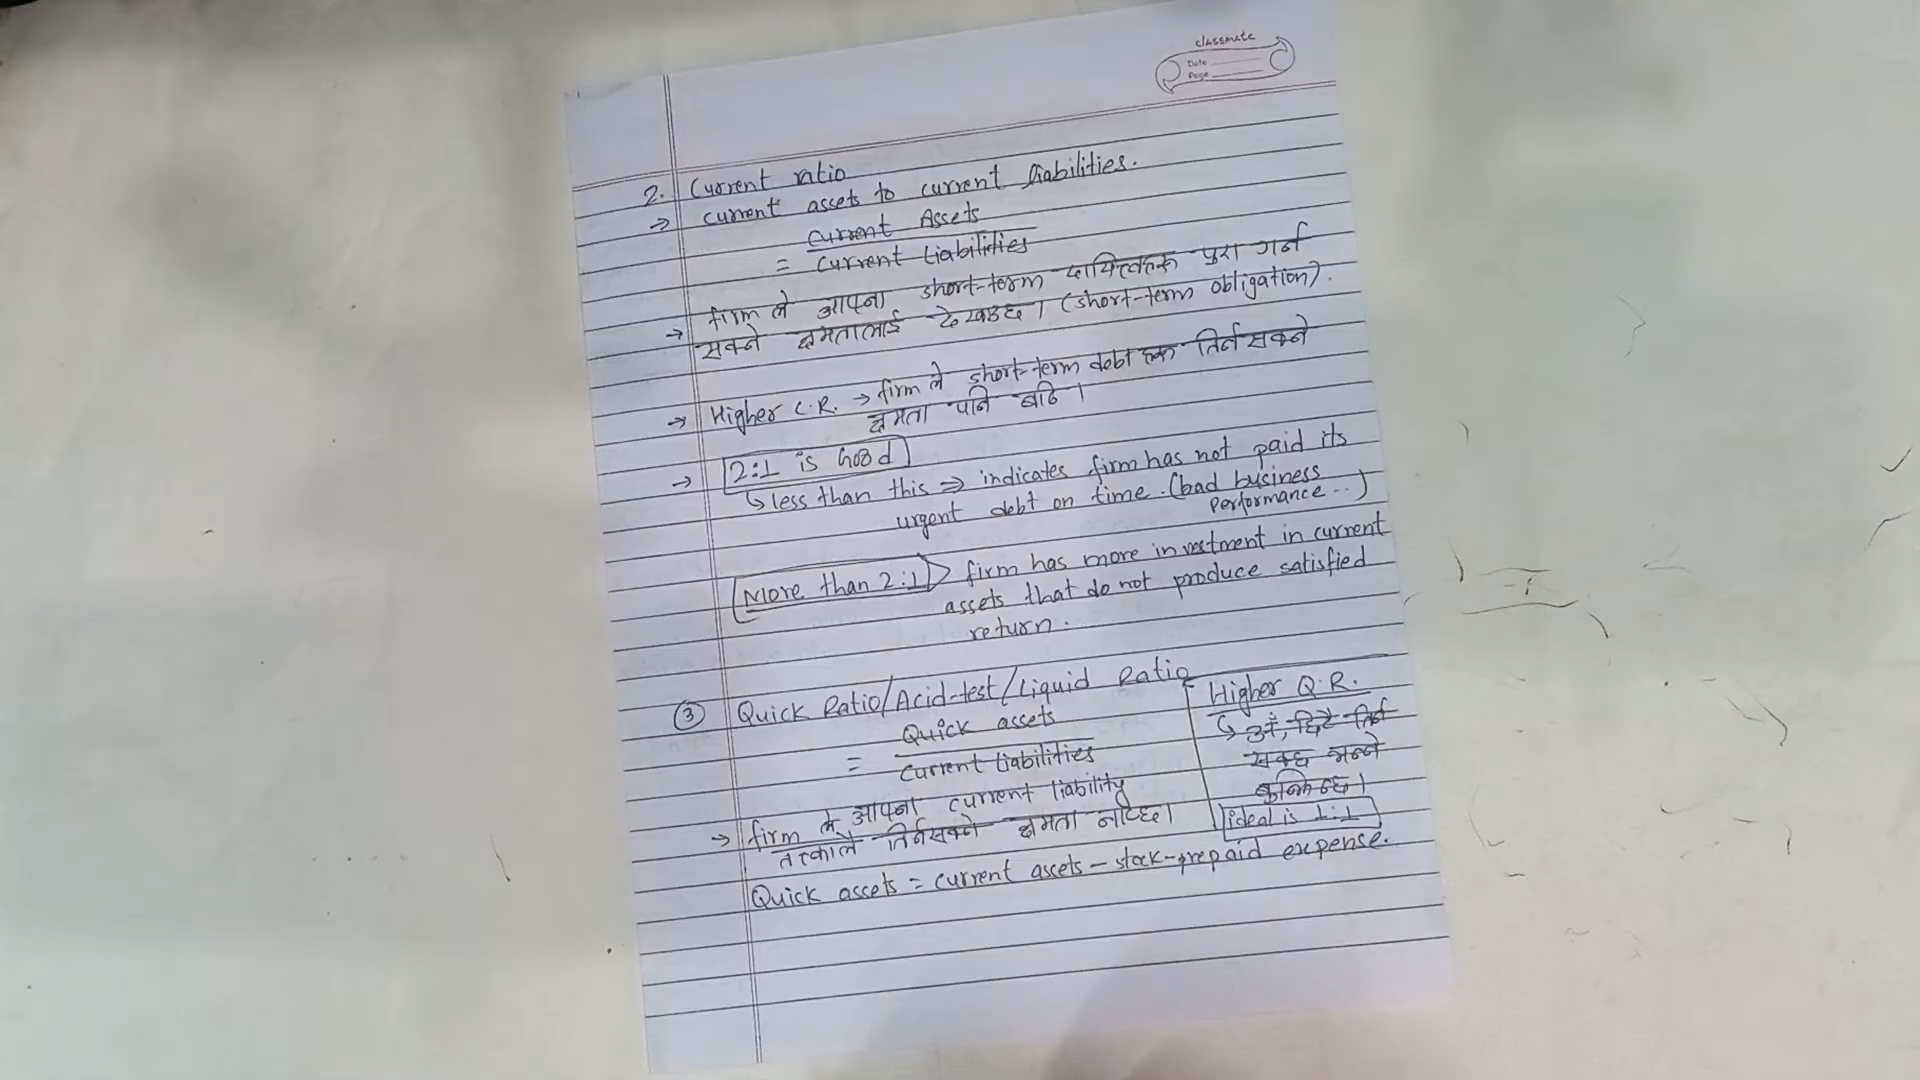 classmate
Date
Page
2. Current ratio
→ current assets to current liabilities.
Current Assets
= Current Liabilities
→ firm ले आफ्ना short-term दायित्वहरु पुरा गर्न
सक्ने क्षमतालाई देखाउछ। (short-term obligation).
→ Higher C.R. → firm ले short-term debt हरु तिर्न सक्ने
क्षमता पनि बढि।
→ 2:1 is Good
↳ less than this ⇒ indicates firm has not paid its
urgent debt on time. (bad business
performance..)
More than 2:1 > firm has more investment in current
assets that do not produce satisfied
return.
③ Quick Ratio/Acid-test/Liquid Ratio
Quick assets
= Current Liabilities
→ firm ले आफ्ना current liability
तत्कालै तिर्नसक्ने क्षमता नाप्छ।
Quick assets = current assets - stock - prepaid expense.
Higher Q.R.
↳ तिर्न
सक्छ भन्ने
बुझिन्छ।
ideal is 1:1